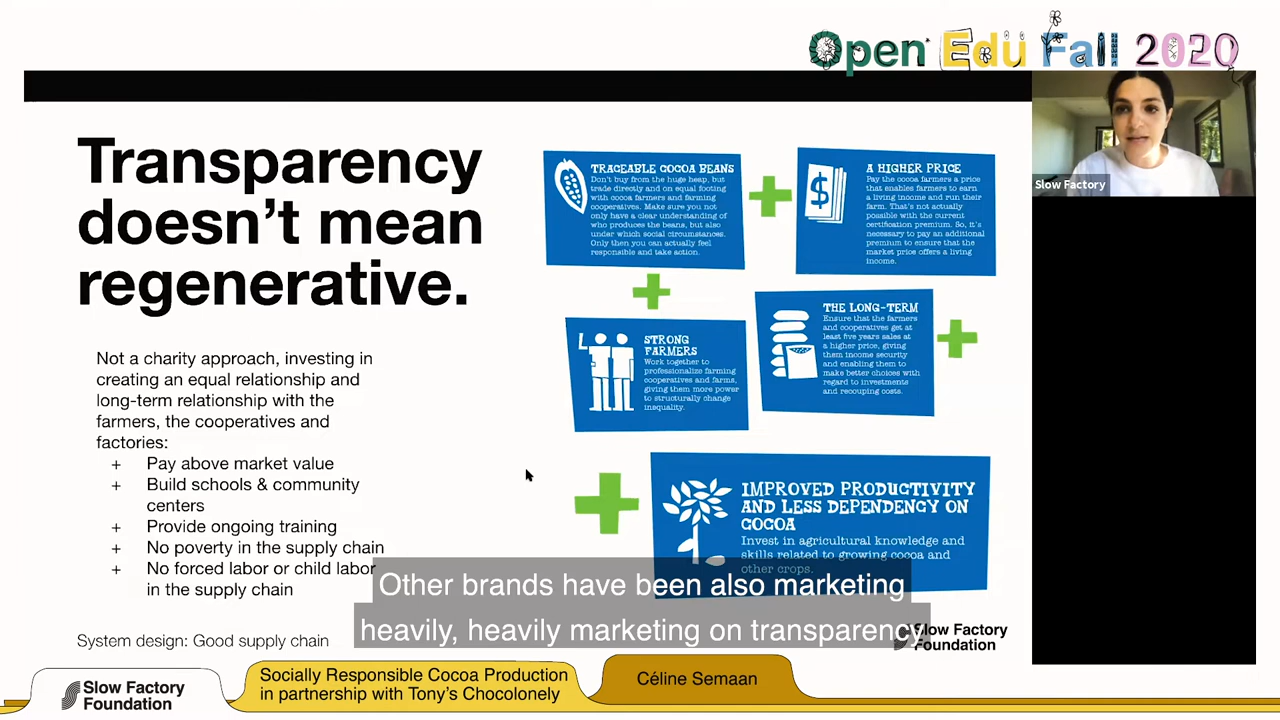 Open Edu Fall 2020
Transparency
doesn't mean
regenerative.
Not a charity approach, investing in
creating an equal relationship and
long-term relationship with the
farmers, the cooperatives and
factories:
+ Pay above market value
+ Build schools & community
centers
+ Provide ongoing training
+ No poverty in the supply chain
+ No forced labor or child labor
in the supply chain
System design: Good supply chain
TRACEABLE COCOA BEANS
Don't buy from the huge heap, but
trade directly and on equal footing
with cocoa farmers and farming
cooperatives. Make sure you not
only have a clear understanding of
who produces the beans, but also
under which social circumstances.
Only then you can actually feel
responsible and take action.
A HIGHER PRICE
Pay the cocoa farmers a price
that enables farmers to earn
a living income and run their
farm. That's not actually
possible with the current
certification premium. So, it's
necessary to pay an additional
premium to ensure that the
market price offers a living
income.
STRONG
FARMERS
Work together to
professionalize farming
cooperatives and farms,
giving them more power
to structurally change
inequality.
THE LONG-TERM
Ensure that the farmers
and cooperatives get at
least five years sales at
a higher price, giving
them income security
and enabling them to
make better choices with
regard to investments
and recouping costs.
IMPROVED PRODUCTIVITY
AND LESS DEPENDENCY ON
COCOA
Invest in agricultural knowledge and
skills related to growing cocoa and
other crops.
Slow Factory
Other brands have been also marketing
heavily, heavily marketing on transparency
Slow Factory
Foundation
Slow Factory
Foundation
Socially Responsible Cocoa Production
in partnership with Tony's Chocolonely
Céline Semaan